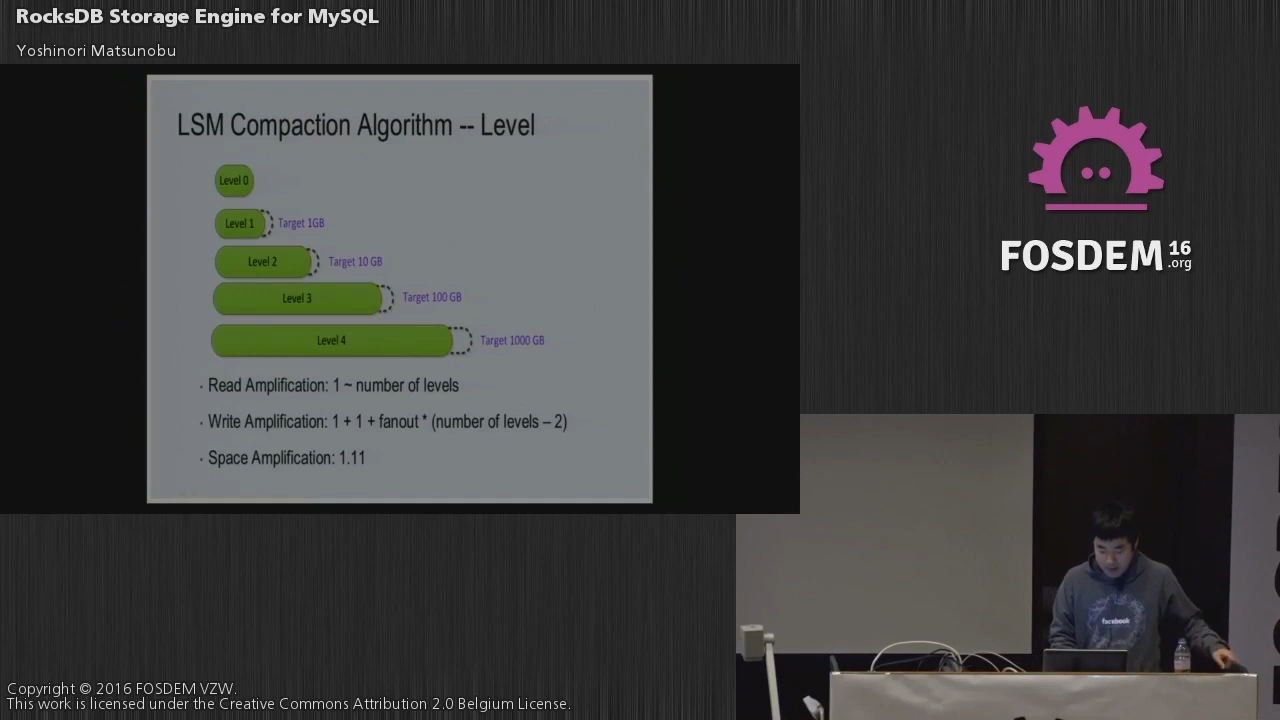 RocksDB Storage Engine for MySQL
Yoshinori Matsunobu
LSM Compaction Algorithm -- Level
Level 0
Level 1
Target 1GB
Level 2
Target 10 GB
Level 3
Target 100 GB
Level 4
Target 1000 GB
· Read Amplification: 1 ~ number of levels
· Write Amplification: 1 + 1 + fanout * (number of levels – 2)
· Space Amplification: 1.11
FOSDEM 16 .org
facebook
Copyright © 2016 FOSDEM VZW.
This work is licensed under the Creative Commons Attribution 2.0 Belgium License.